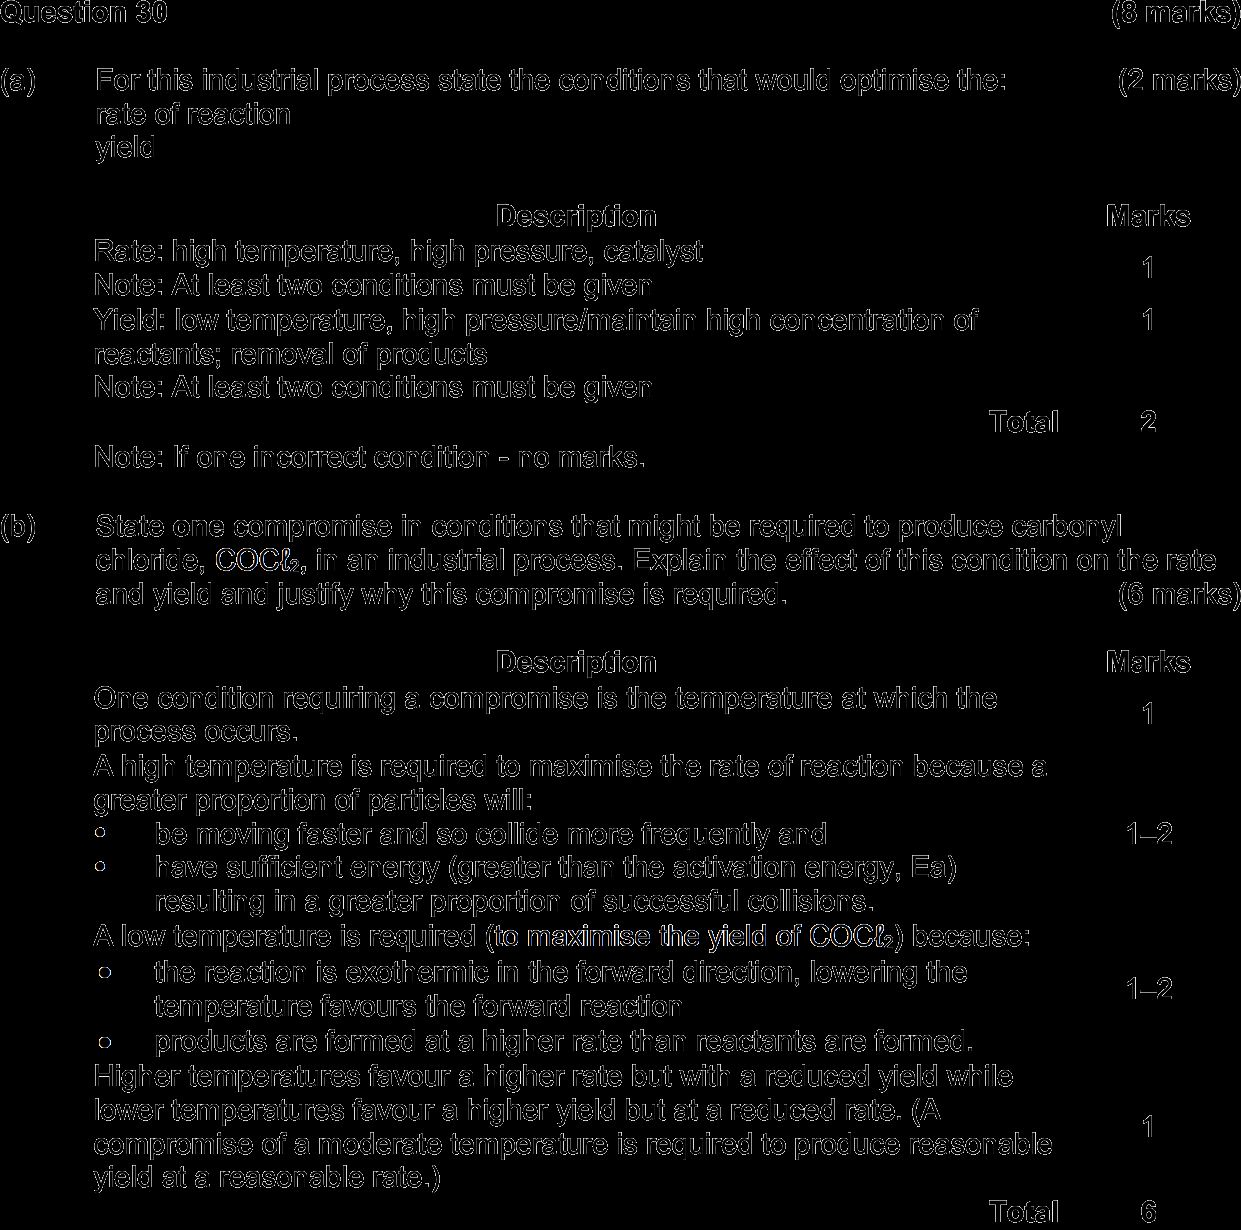 Question 30 (8 marks)
(a) For this industrial process state the conditions that would optimise the: (2 marks)
rate of reaction
yield
Description Marks
Rate: high temperature, high pressure, catalyst
Note: At least two conditions must be given
1
Yield: low temperature, high pressure/maintain high concentration of 1
reactants; removal of products
Note: At least two conditions must be given
Total 2
Note: If one incorrect condition - no marks.
(b) State one compromise in conditions that might be required to produce carbonyl
chloride, COCℓ₂, in an industrial process. Explain the effect of this condition on the rate
and yield and justify why this compromise is required. (6 marks)
Description Marks
One condition requiring a compromise is the temperature at which the
process occurs.
1
A high temperature is required to maximise the rate of reaction because a
greater proportion of particles will:
• be moving faster and so collide more frequently and 1–2
• have sufficient energy (greater than the activation energy, Ea)
resulting in a greater proportion of successful collisions.
A low temperature is required (to maximise the yield of COCℓ₂) because:
• the reaction is exothermic in the forward direction, lowering the
temperature favours the forward reaction
1–2
• products are formed at a higher rate than reactants are formed.
Higher temperatures favour a higher rate but with a reduced yield while
lower temperatures favour a higher yield but at a reduced rate. (A
compromise of a moderate temperature is required to produce reasonable
yield at a reasonable rate.)
1
Total 6